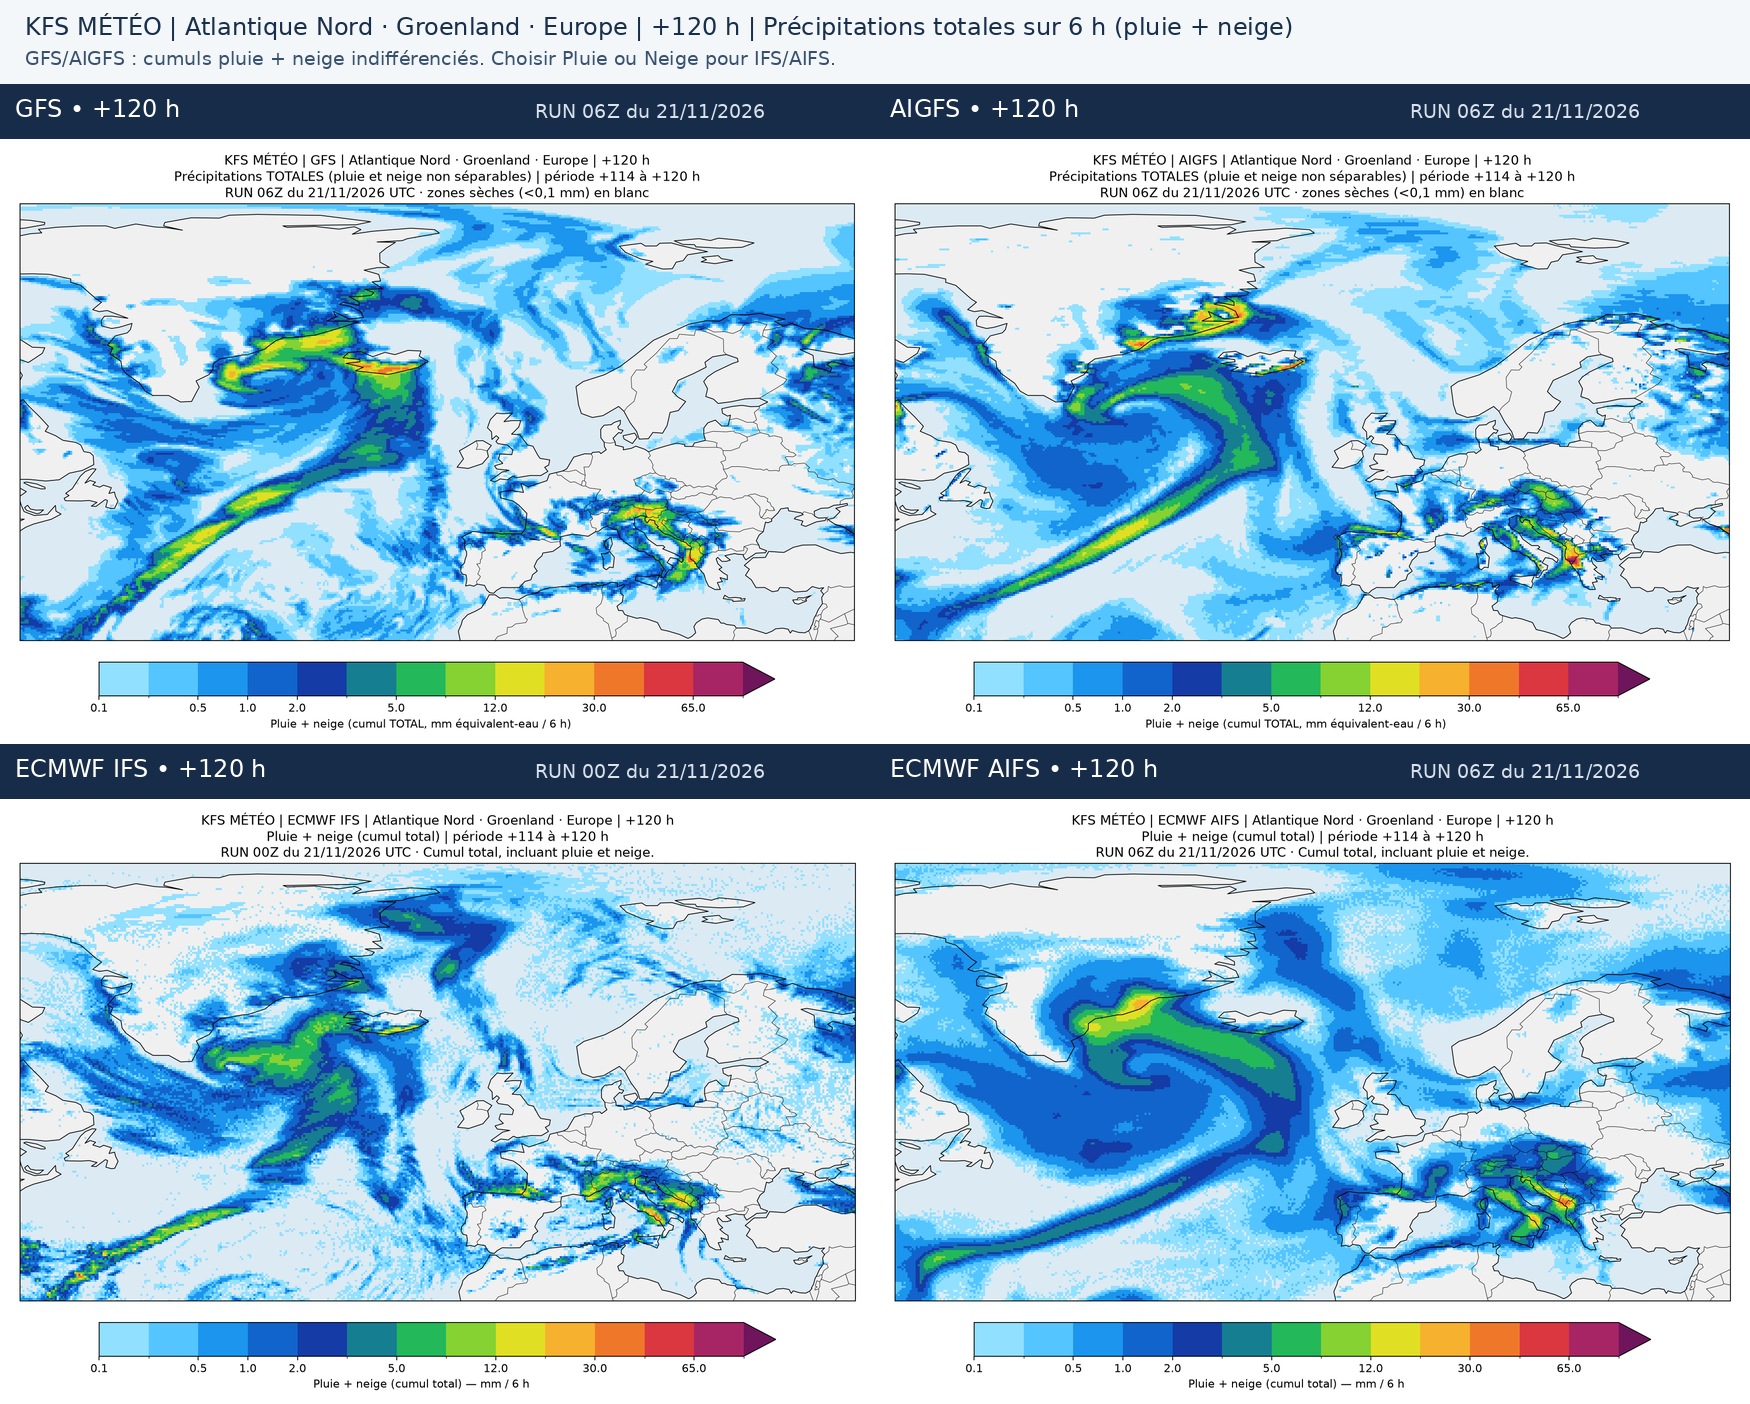 KFS MÉTÉO | Atlantique Nord · Groenland · Europe | +120 h | Précipitations totales sur 6 h (pluie + neige)
GFS/AIGFS : cumuls pluie + neige indifférenciés. Choisir Pluie ou Neige pour IFS/AIFS.
GFS • +120 h
RUN 06Z du 21/11/2026
KFS MÉTÉO | GFS | Atlantique Nord · Groenland · Europe | +120 h
Précipitations TOTALES (pluie et neige non séparables) | période +114 à +120 h
RUN 06Z du 21/11/2026 UTC · zones sèches (<0,1 mm) en blanc
0.1 0.5 1.0 2.0 5.0 12.0 30.0 65.0
Pluie + neige (cumul TOTAL, mm équivalent-eau / 6 h)
AIGFS • +120 h
RUN 06Z du 21/11/2026
KFS MÉTÉO | AIGFS | Atlantique Nord · Groenland · Europe | +120 h
Précipitations TOTALES (pluie et neige non séparables) | période +114 à +120 h
RUN 06Z du 21/11/2026 UTC · zones sèches (<0,1 mm) en blanc
0.1 0.5 1.0 2.0 5.0 12.0 30.0 65.0
Pluie + neige (cumul TOTAL, mm équivalent-eau / 6 h)
ECMWF IFS • +120 h
RUN 00Z du 21/11/2026
KFS MÉTÉO | ECMWF IFS | Atlantique Nord · Groenland · Europe | +120 h
Pluie + neige (cumul total) | période +114 à +120 h
RUN 00Z du 21/11/2026 UTC · Cumul total, incluant pluie et neige.
0.1 0.5 1.0 2.0 5.0 12.0 30.0 65.0
Pluie + neige (cumul total) — mm / 6 h
ECMWF AIFS • +120 h
RUN 06Z du 21/11/2026
KFS MÉTÉO | ECMWF AIFS | Atlantique Nord · Groenland · Europe | +120 h
Pluie + neige (cumul total) | période +114 à +120 h
RUN 06Z du 21/11/2026 UTC · Cumul total, incluant pluie et neige.
0.1 0.5 1.0 2.0 5.0 12.0 30.0 65.0
Pluie + neige (cumul total) — mm / 6 h